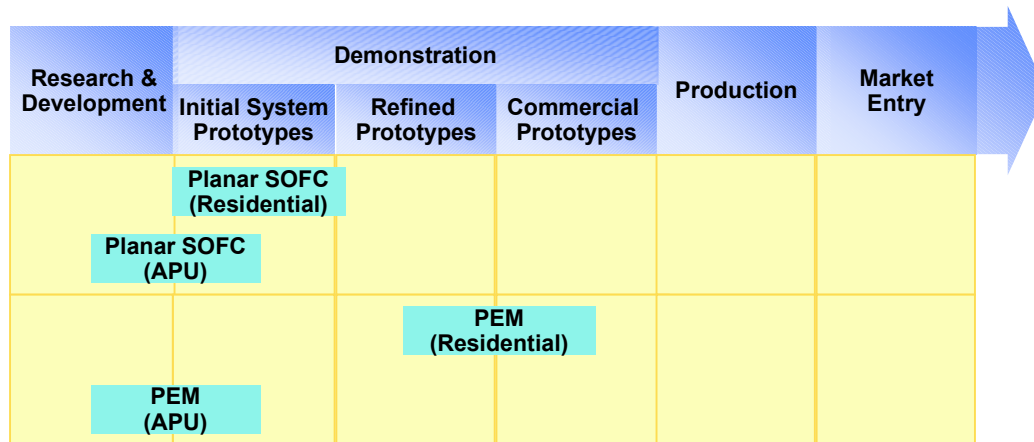 Research &
Development
Demonstration
Initial System
Prototypes
Refined
Prototypes
Commercial
Prototypes
Production
Market
Entry
Planar SOFC
(Residential)
Planar SOFC
(APU)
PEM
(Residential)
PEM
(APU)